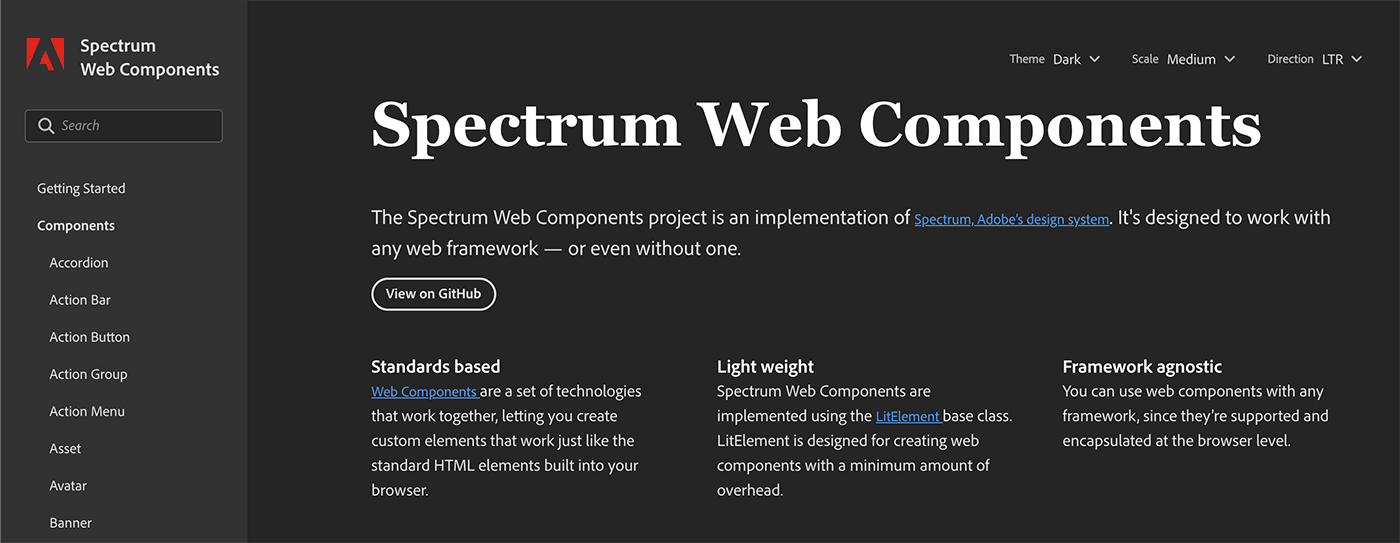 Spectrum
Web Components
Search
Getting Started
Components
Accordion
Action Bar
Action Button
Action Group
Action Menu
Asset
Avatar
Banner
Theme Dark Scale Medium Direction LTR
Spectrum Web Components
The Spectrum Web Components project is an implementation of Spectrum, Adobe's design system. It's designed to work with
any web framework — or even without one.
View on GitHub
Standards based
Web Components are a set of technologies
that work together, letting you create
custom elements that work just like the
standard HTML elements built into your
browser.
Light weight
Spectrum Web Components are
implemented using the LitElement base class.
LitElement is designed for creating web
components with a minimum amount of
overhead.
Framework agnostic
You can use web components with any
framework, since they're supported and
encapsulated at the browser level.